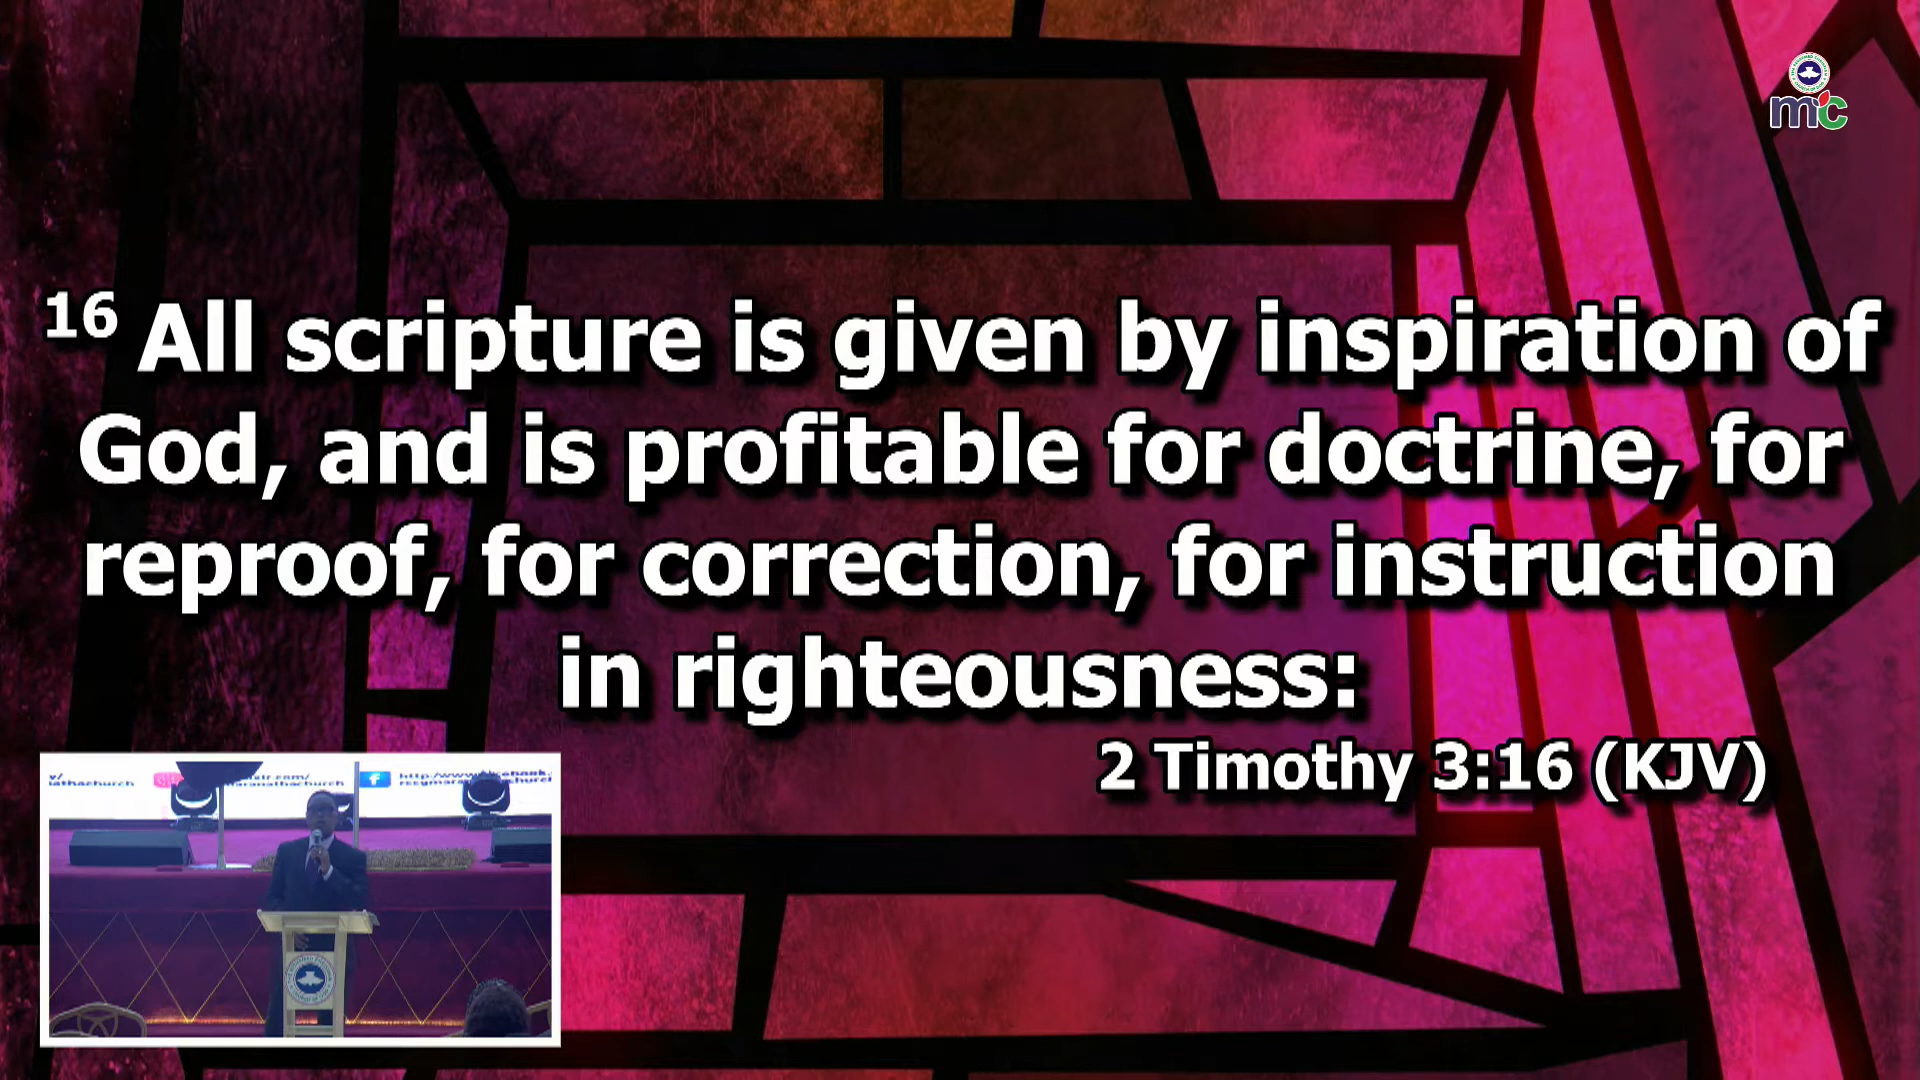 mc
16 All scripture is given by inspiration of
God, and is profitable for doctrine, for
reproof, for correction, for instruction
in righteousness:
2 Timothy 3:16 (KJV)